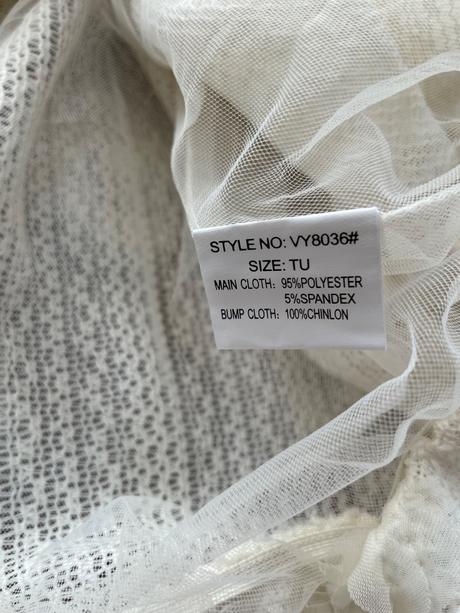 STYLE NO: VY8036#
SIZE: TU
MAIN CLOTH: 95%POLYESTER
5%SPANDEX
BUMP CLOTH: 100%CHINLON